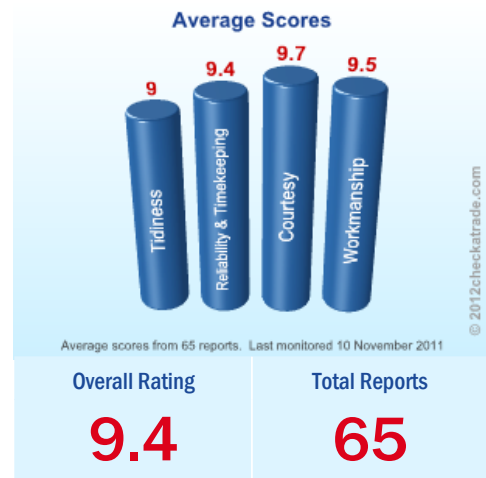 Average Scores
9
9.4
9.7
9.5
Tidiness
Reliability & Timekeeping
Courtesy
Workmanship
© 2012checkatrade.com
Average scores from 65 reports. Last monitored 10 November 2011
Overall Rating
9.4
Total Reports
65